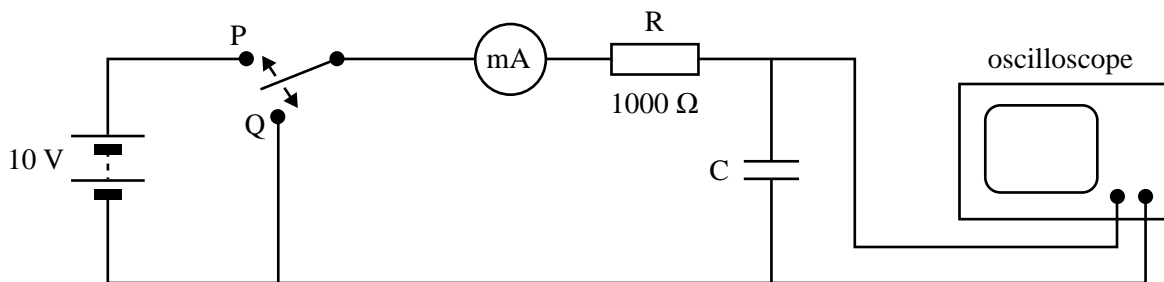 P
R
mA
oscilloscope
1000 Ω
Q
10 V
C